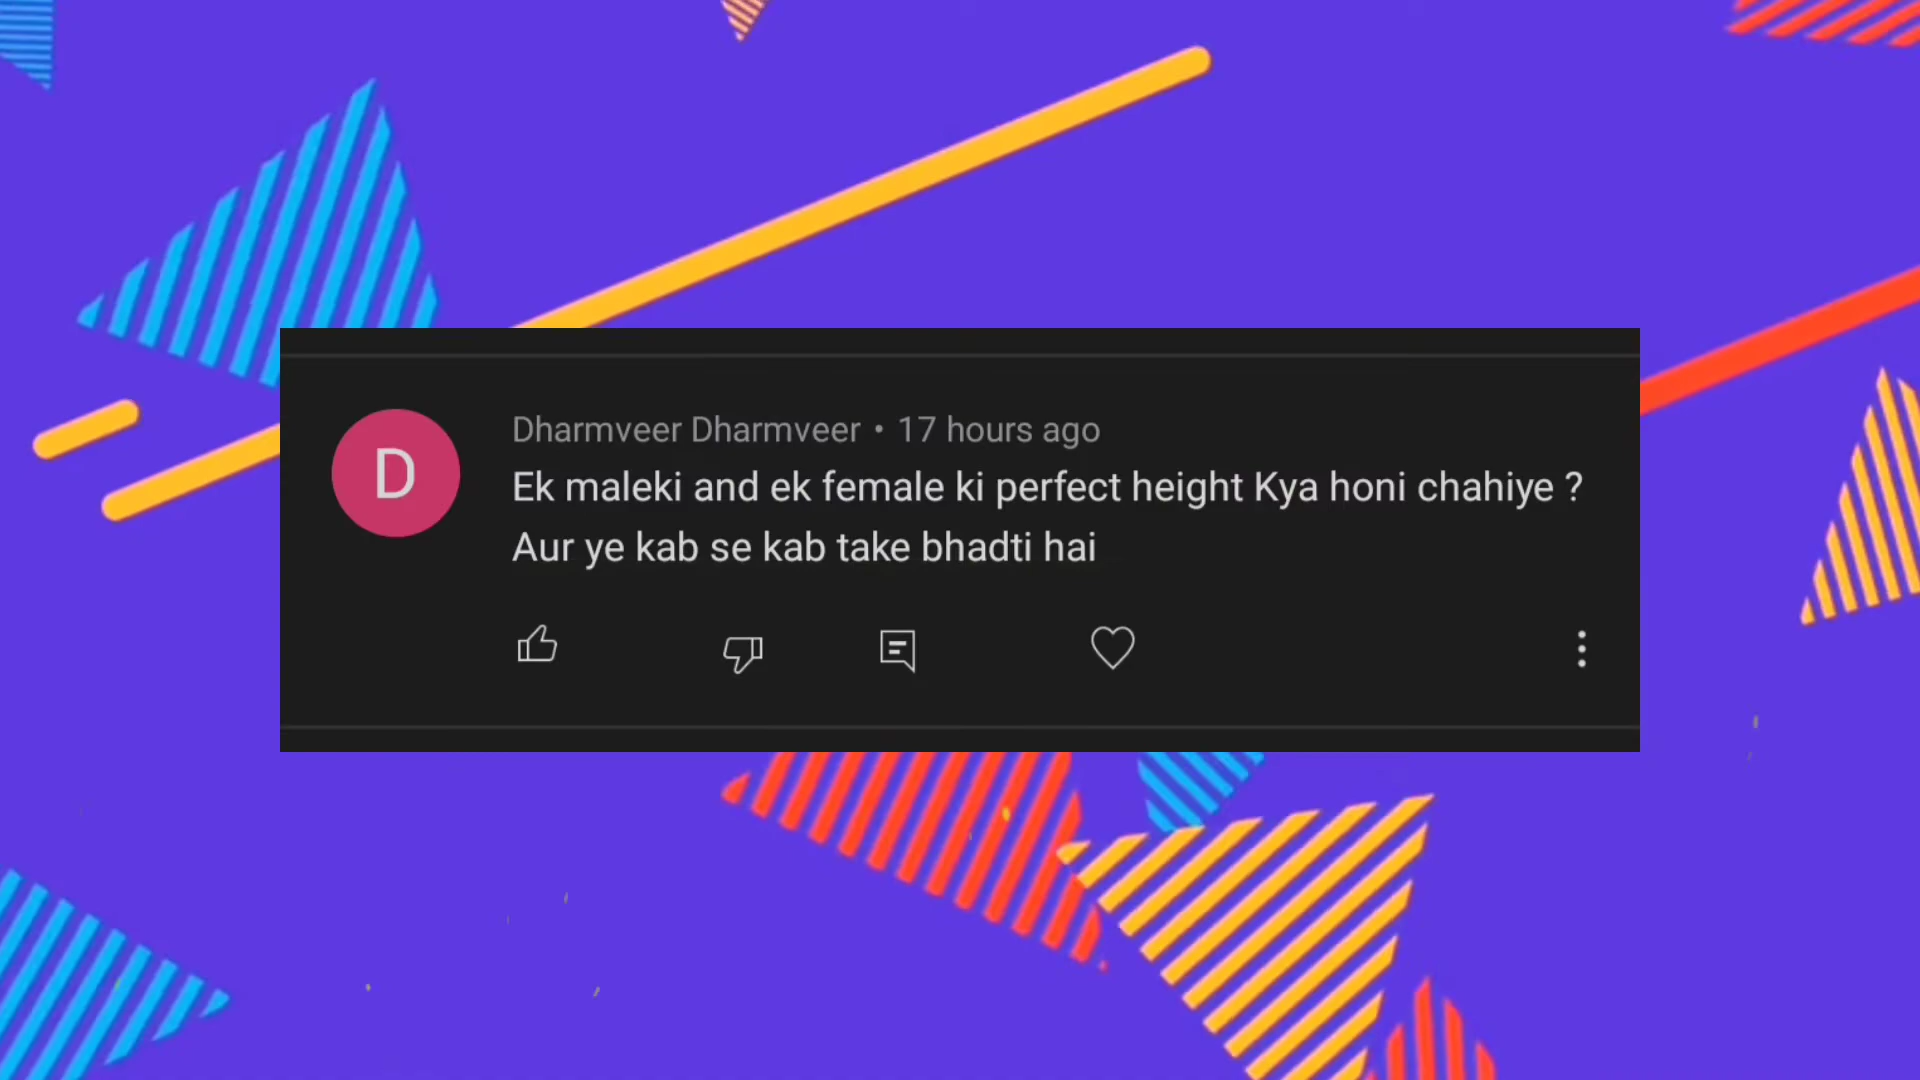 D
Dharmveer Dharmveer • 17 hours ago
Ek maleki and ek female ki perfect height Kya honi chahiye ?
Aur ye kab se kab take bhadti hai